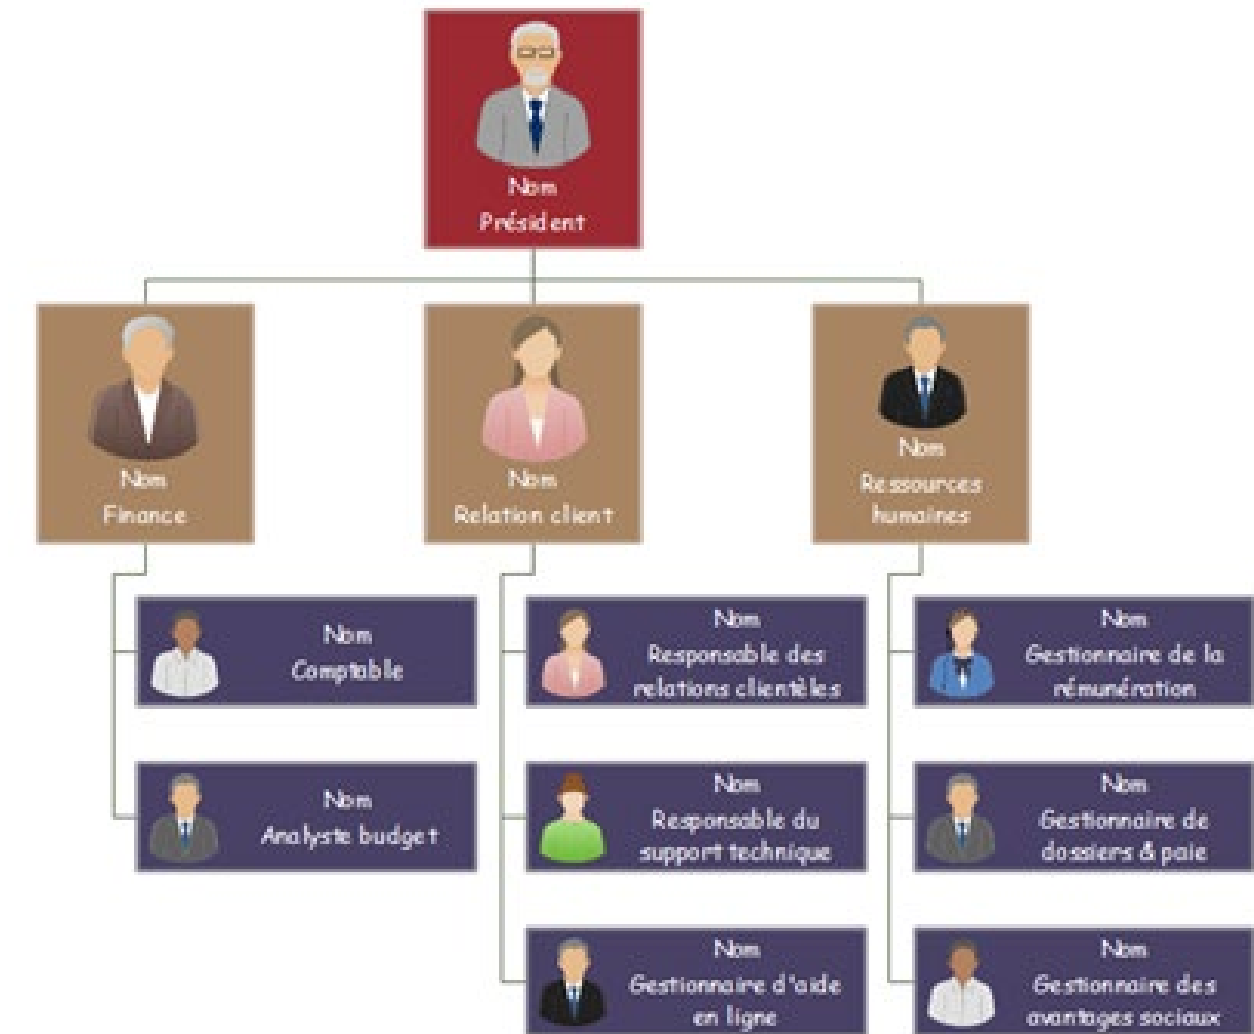 Nom
Président
Nom
Finance
Nom
Relation client
Nom
Ressources
humaines
Nom
Comptable
Nom
Analyste budget
Nom
Responsable des
relations clientèles
Nom
Responsable du
support technique
Nom
Gestionnaire d'aide
en ligne
Nom
Gestionnaire de la
rémunération
Nom
Gestionnaire de
dossiers & paie
Nom
Gestionnaire des
avantages sociaux